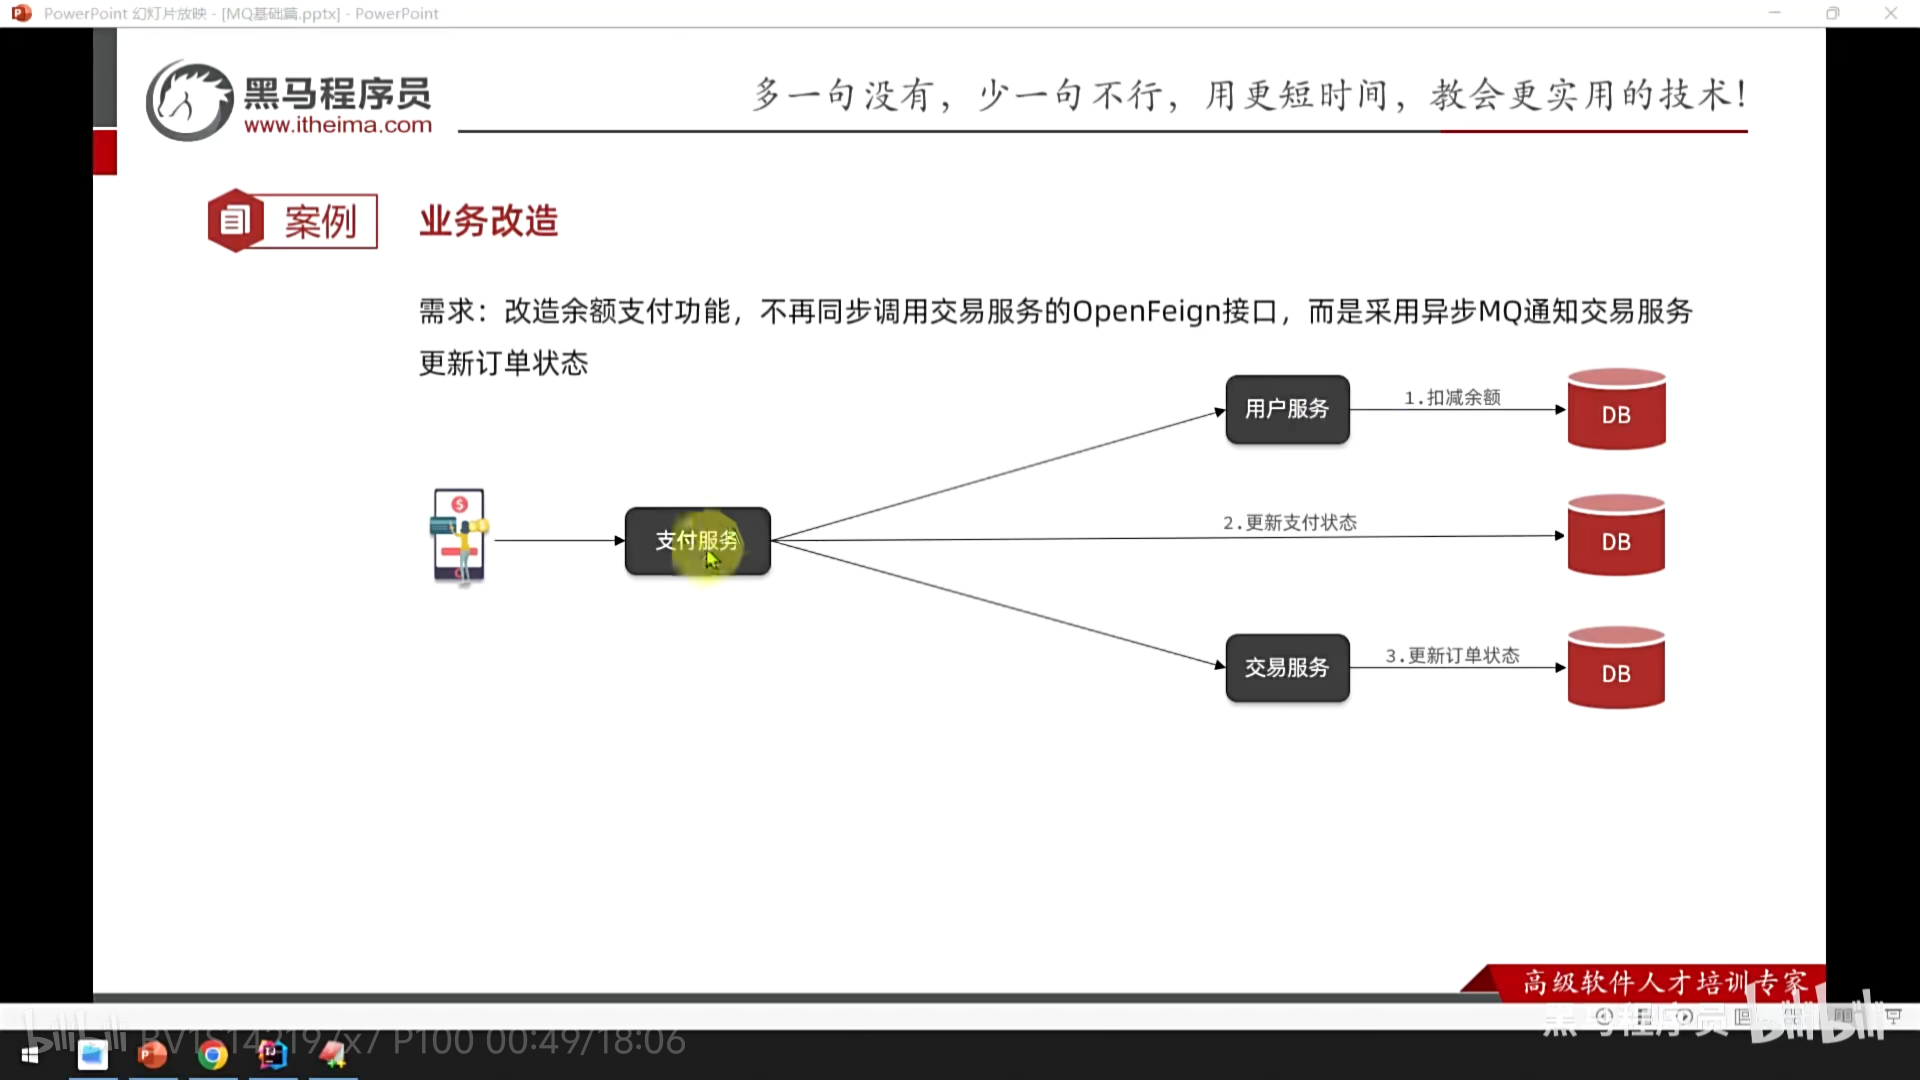 PowerPoint 幻灯片放映 - [MQ基础篇.pptx] - PowerPoint
黑马程序员
www.itheima.com
多一句没有，少一句不行，用更短时间，教会更实用的技术！
案例
业务改造
需求：改造余额支付功能，不再同步调用交易服务的OpenFeign接口，而是采用异步MQ通知交易服务
更新订单状态
用户服务
1.扣减余额
DB
支付服务
2.更新支付状态
DB
交易服务
3.更新订单状态
DB
高级软件人才培训专家
黑马程序员
bilibili
P100 00:49/18:06